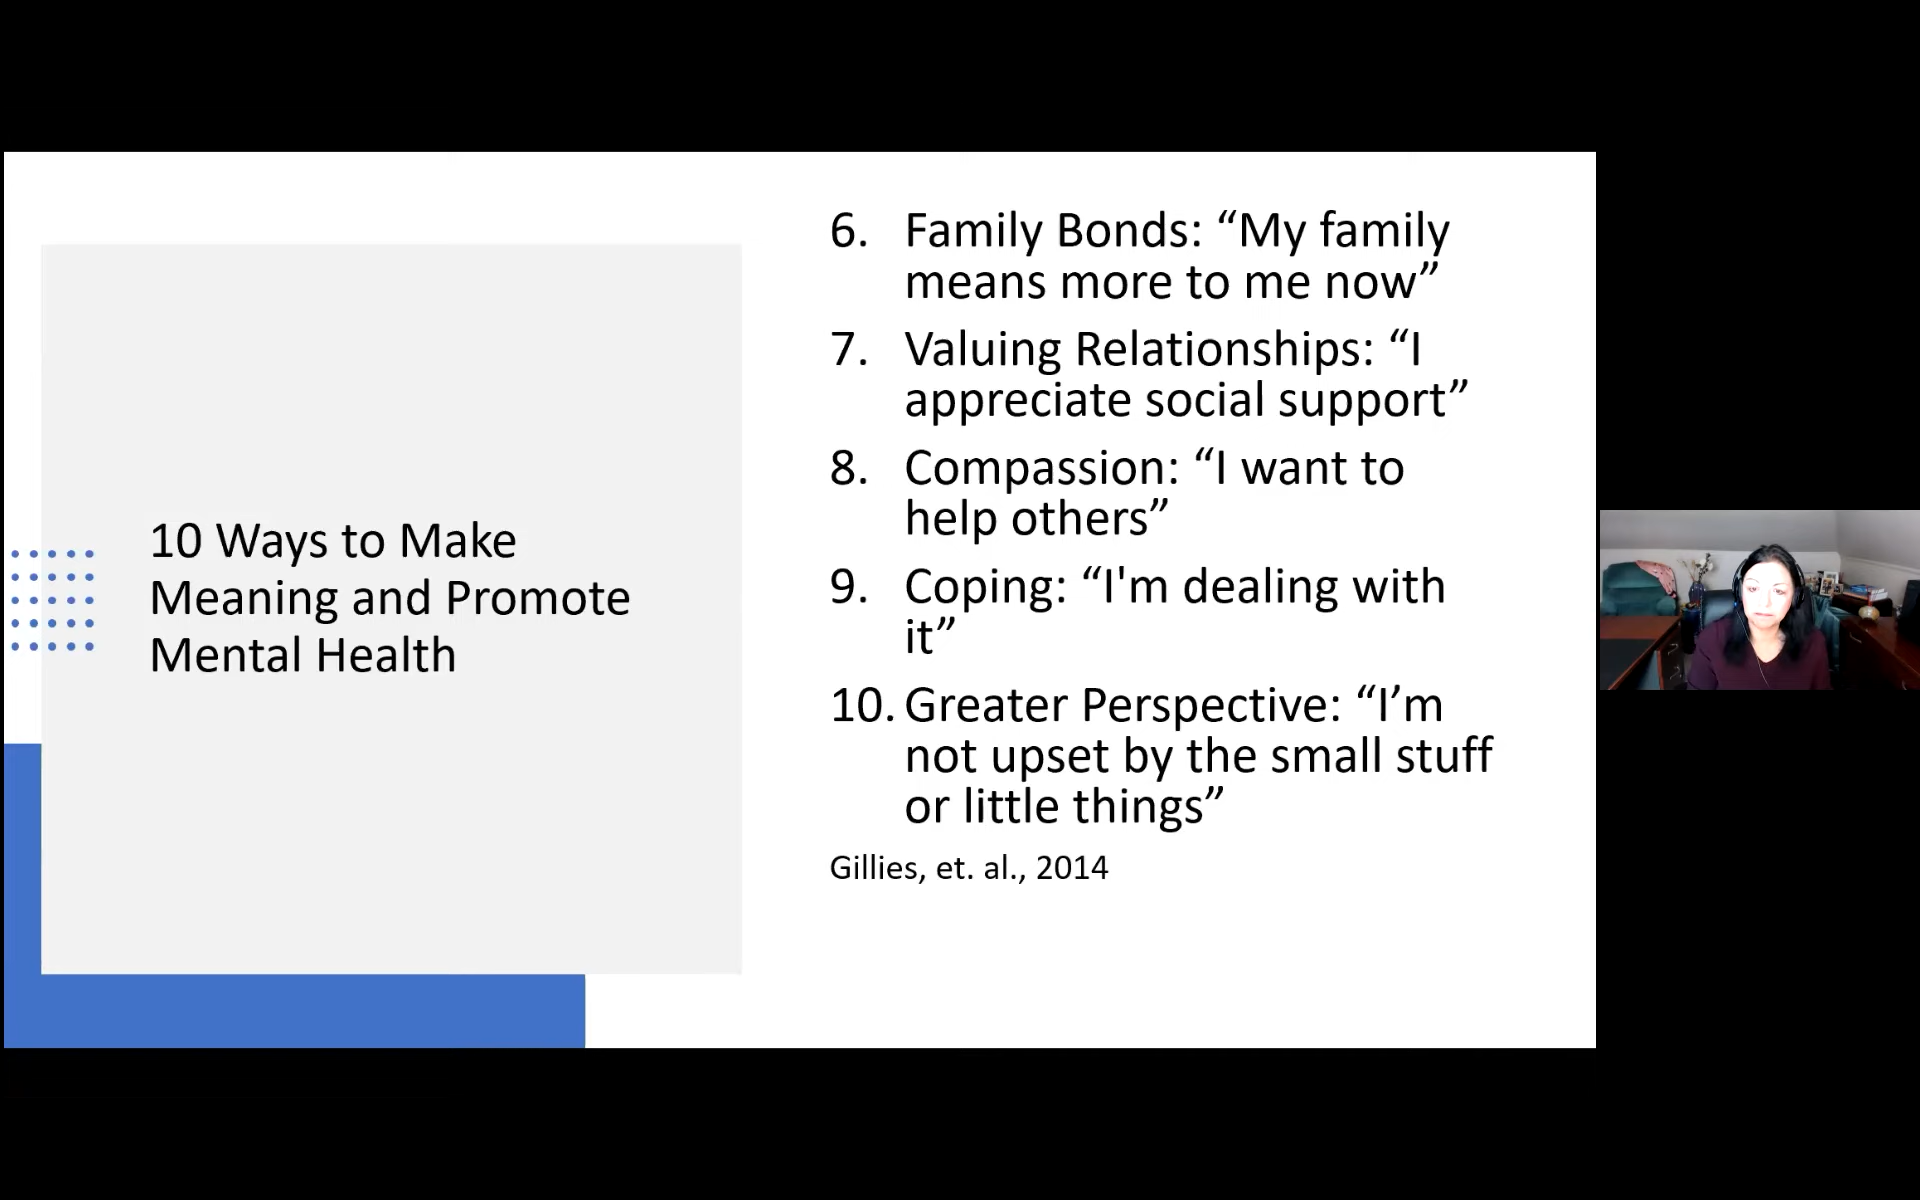 10 Ways to Make
Meaning and Promote
Mental Health
6. Family Bonds: “My family
means more to me now”
7. Valuing Relationships: “I
appreciate social support”
8. Compassion: “I want to
help others”
9. Coping: “I'm dealing with
it”
10. Greater Perspective: “I’m
not upset by the small stuff
or little things”
Gillies, et. al., 2014